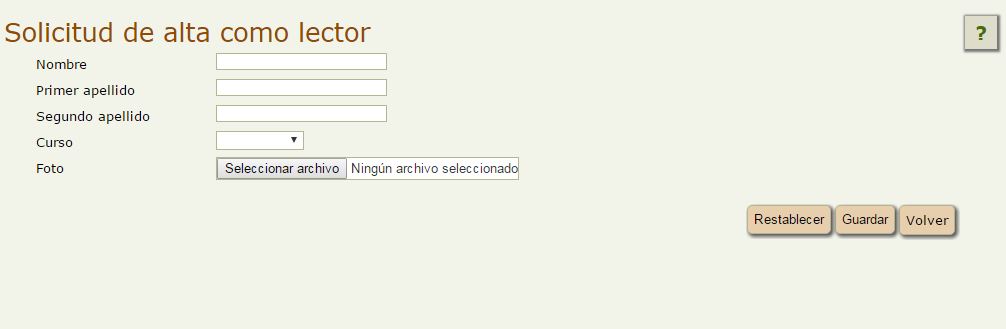 Solicitud de alta como lector
?
Nombre
Primer apellido
Segundo apellido
Curso
Foto Seleccionar archivo Ningún archivo seleccionado
Restablecer Guardar Volver